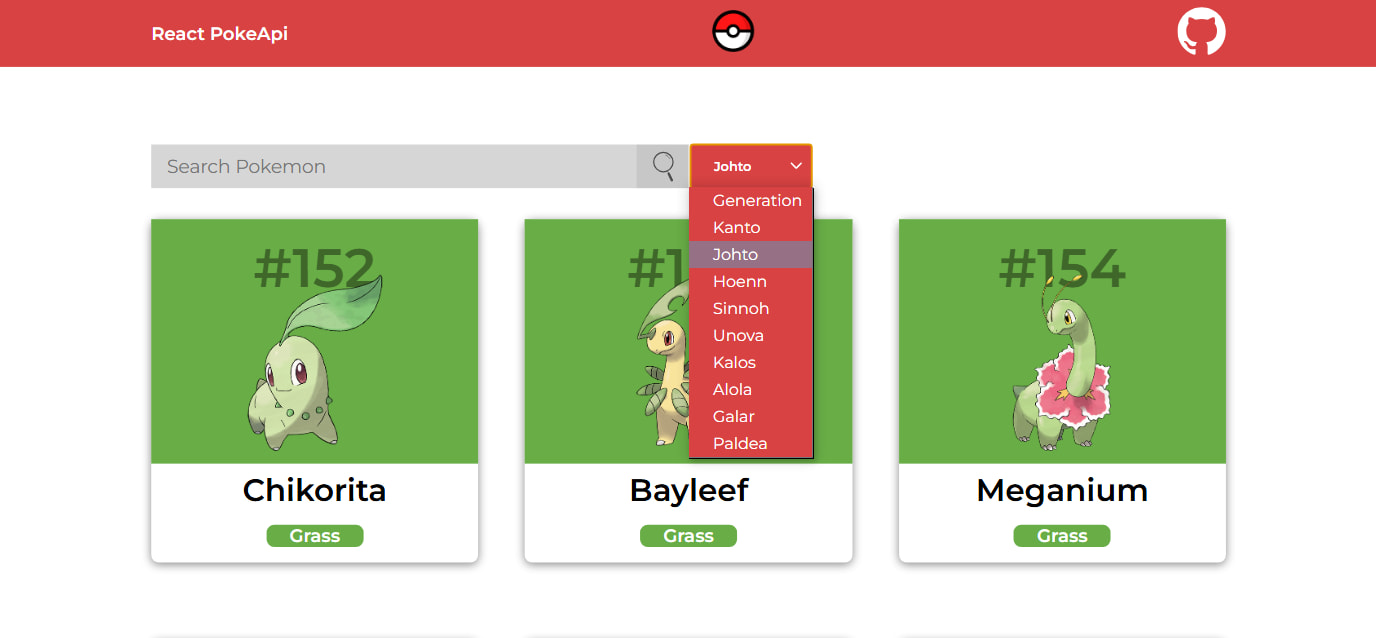 React PokeApi
Search Pokemon
Johto
Generation
Kanto
Johto
Hoenn
Sinnoh
Unova
Kalos
Alola
Galar
Paldea
#152
#1
#154
Chikorita
Bayleef
Meganium
Grass
Grass
Grass